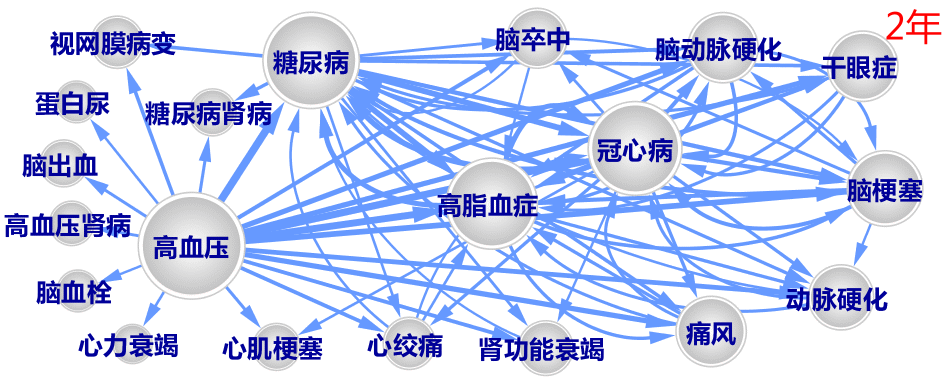 2年
视网膜病变
糖尿病
脑卒中
脑动脉硬化
干眼症
蛋白尿
糖尿病肾病
冠心病
脑出血
高脂血症
脑梗塞
高血压肾病
高血压
脑血栓
动脉硬化
心力衰竭
心肌梗塞
心绞痛
肾功能衰竭
痛风